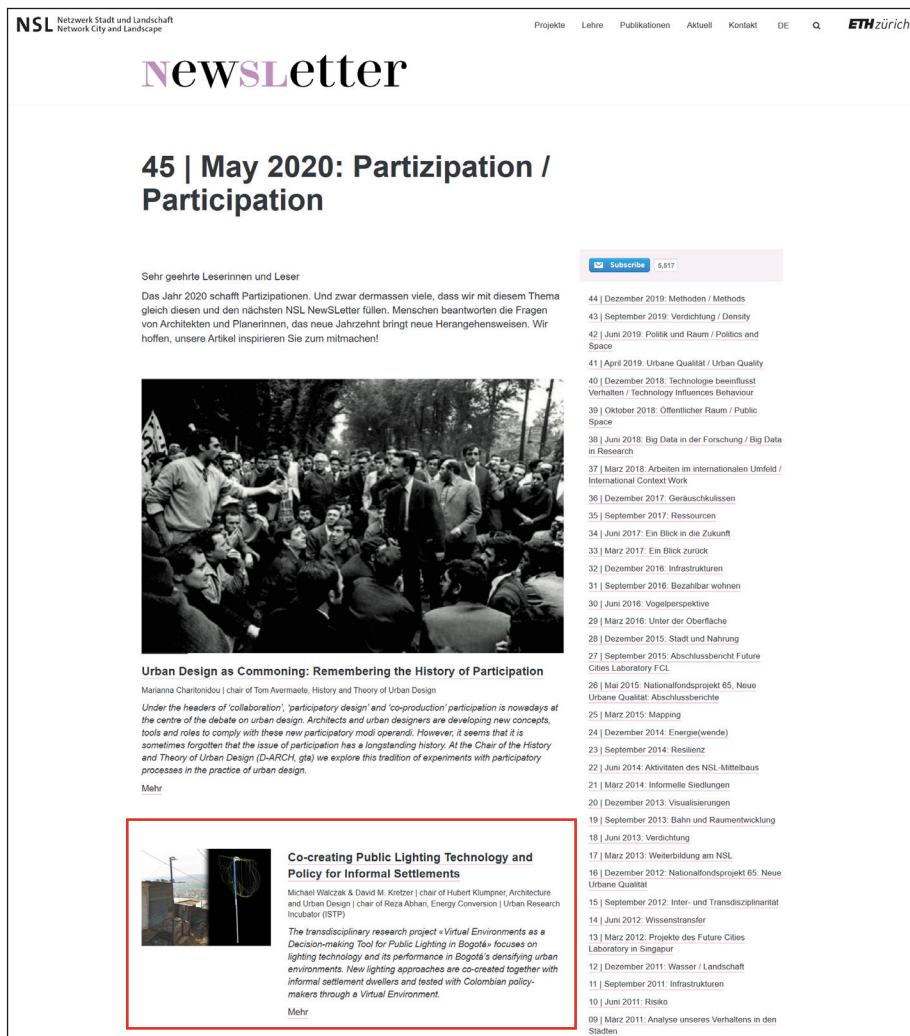 NSL Netzwerk Stadt und Landschaft
Network City and Landscape
Projekte Lehre Publikationen Aktuell Kontakt DE ETHzürich
NewSLetter
45 | May 2020: Partizipation /
Participation
Sehr geehrte Leserinnen und Leser
Das Jahr 2020 schafft Partizipationen. Und zwar dermassen viele, dass wir mit diesem Thema
gleich diesen und den nächsten NSL NewSLetter füllen. Menschen beantworten die Fragen
von Architekten und Planerinnen, das neue Jahrzehnt bringt neue Herangehensweisen. Wir
hoffen, unsere Artikel inspirieren Sie zum mitmachen!
Urban Design as Commoning: Remembering the History of Participation
Marianna Charitonidou | chair of Tom Avermaete, History and Theory of Urban Design
Under the headers of 'collaboration', 'participatory design' and 'co-production' participation is nowadays at
the centre of the debate on urban design. Architects and urban designers are developing new concepts,
tools and roles to comply with these new participatory modi operandi. However, it seems that it is
sometimes forgotten that the issue of participation has a longstanding history. At the Chair of the History
and Theory of Urban Design (D-ARCH, gta) we explore this tradition of experiments with participatory
processes in the practice of urban design.
Mehr
Co-creating Public Lighting Technology and
Policy for Informal Settlements
Michael Walczak & David M. Kretzer | chair of Hubert Klumpner, Architecture
and Urban Design | chair of Reza Abhari, Energy Conversion | Urban Research
Incubator (ISTP)
The transdisciplinary research project «Virtual Environments as a
Decision-making Tool for Public Lighting in Bogotá» focuses on
lighting technology and its performance in Bogotá's densifying urban
environments. New lighting approaches are co-created together with
informal settlement dwellers and tested with Colombian policy-
makers through a Virtual Environment.
Mehr
Subscribe 5,517
44 | Dezember 2019: Methoden / Methods
43 | September 2019: Verdichtung / Density
42 | Juni 2019: Politik und Raum / Politics and
Space
41 | April 2019: Urbane Qualität / Urban Quality
40 | Dezember 2018: Technologie beeinflusst
Verhalten / Technology Influences Behaviour
39 | Oktober 2018: Öffentlicher Raum / Public
Space
38 | Juni 2018: Big Data in der Forschung / Big Data
in Research
37 | März 2018: Arbeiten im internationalen Umfeld /
International Context Work
36 | Dezember 2017: Geräuschkulissen
35 | September 2017: Ressourcen
34 | Juni 2017: Ein Blick in die Zukunft
33 | März 2017: Ein Blick zurück
32 | Dezember 2016: Infrastrukturen
31 | September 2016: Bezahlbar wohnen
30 | Juni 2016: Vogelperspektive
29 | März 2016: Unter der Oberfläche
28 | Dezember 2015: Stadt und Nahrung
27 | September 2015: Abschlussbericht Future
Cities Laboratory FCL
26 | Mai 2015: Nationalfondsprojekt 65, Neue
Urbane Qualität: Abschlussberichte
25 | März 2015: Mapping
24 | Dezember 2014: Energie(wende)
23 | September 2014: Resilienz
22 | Juni 2014: Aktivitäten des NSL-Mittelbaus
21 | März 2014: Informelle Siedlungen
20 | Dezember 2013: Visualisierungen
19 | September 2013: Bahn und Raumentwicklung
18 | Juni 2013: Verdichtung
17 | März 2013: Weiterbildung am NSL
16 | Dezember 2012: Nationalfondsprojekt 65: Neue
Urbane Qualität
15 | September 2012: Inter- und Transdisziplinarität
14 | Juni 2012: Wissenstransfer
13 | März 2012: Projekte des Future Cities
Laboratory in Singapur
12 | Dezember 2011: Wasser / Landschaft
11 | September 2011: Infrastrukturen
10 | Juni 2011: Risiko
09 | März 2011: Analyse unseres Verhaltens in den
Städten